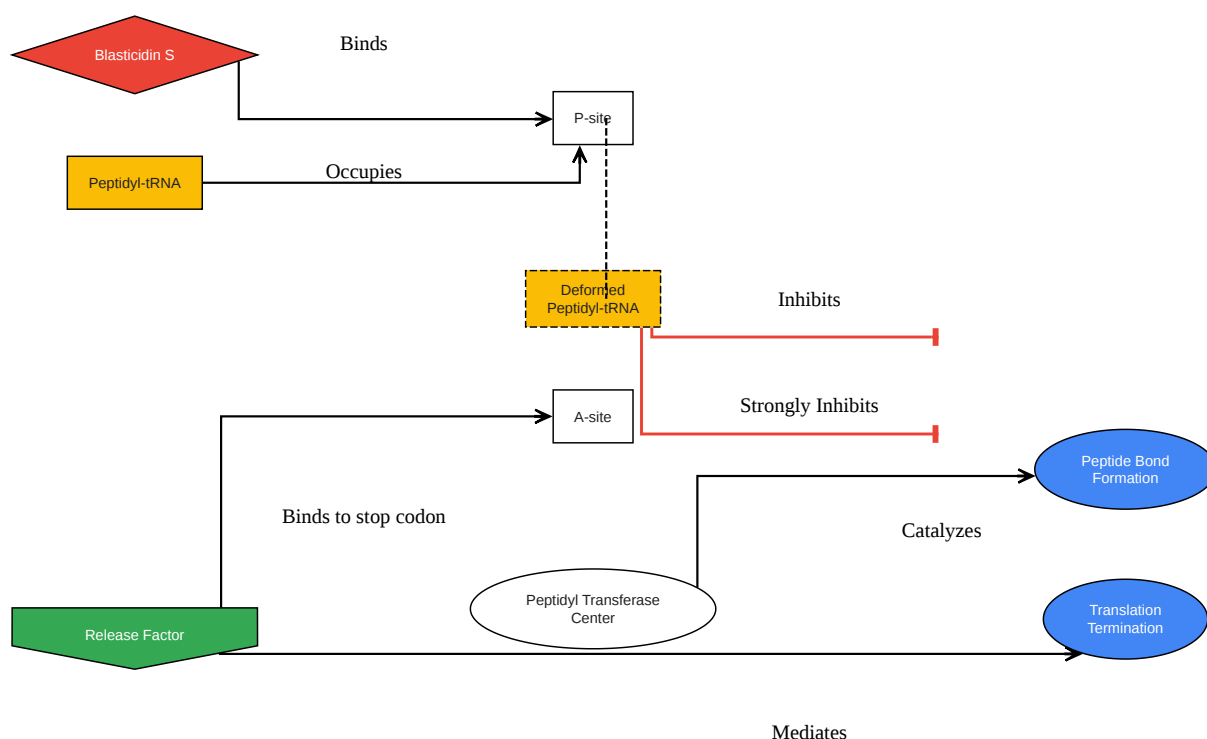 Binds
Blasticidin S
P-site
Occupies
Peptidyl-tRNA
Deformed
Peptidyl-tRNA
Inhibits
Strongly Inhibits
A-site
Peptide Bond
Formation
Binds to stop codon
Catalyzes
Peptidyl Transferase
Center
Translation
Termination
Release Factor
Mediates